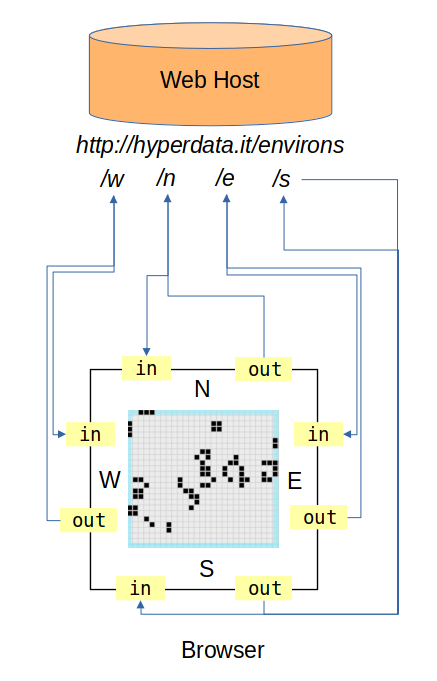 Web Host
http://hyperdata.it/environs
/w /n /e /s
in out
N
in in
W E
out out
S
in out
Browser